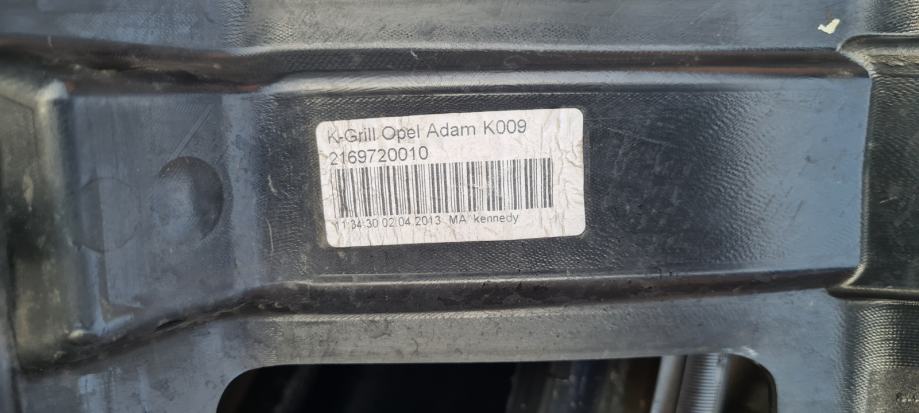 K-Grill Opel Adam K009
2169720010
11:34:30 02.04.2013 MA kennedy